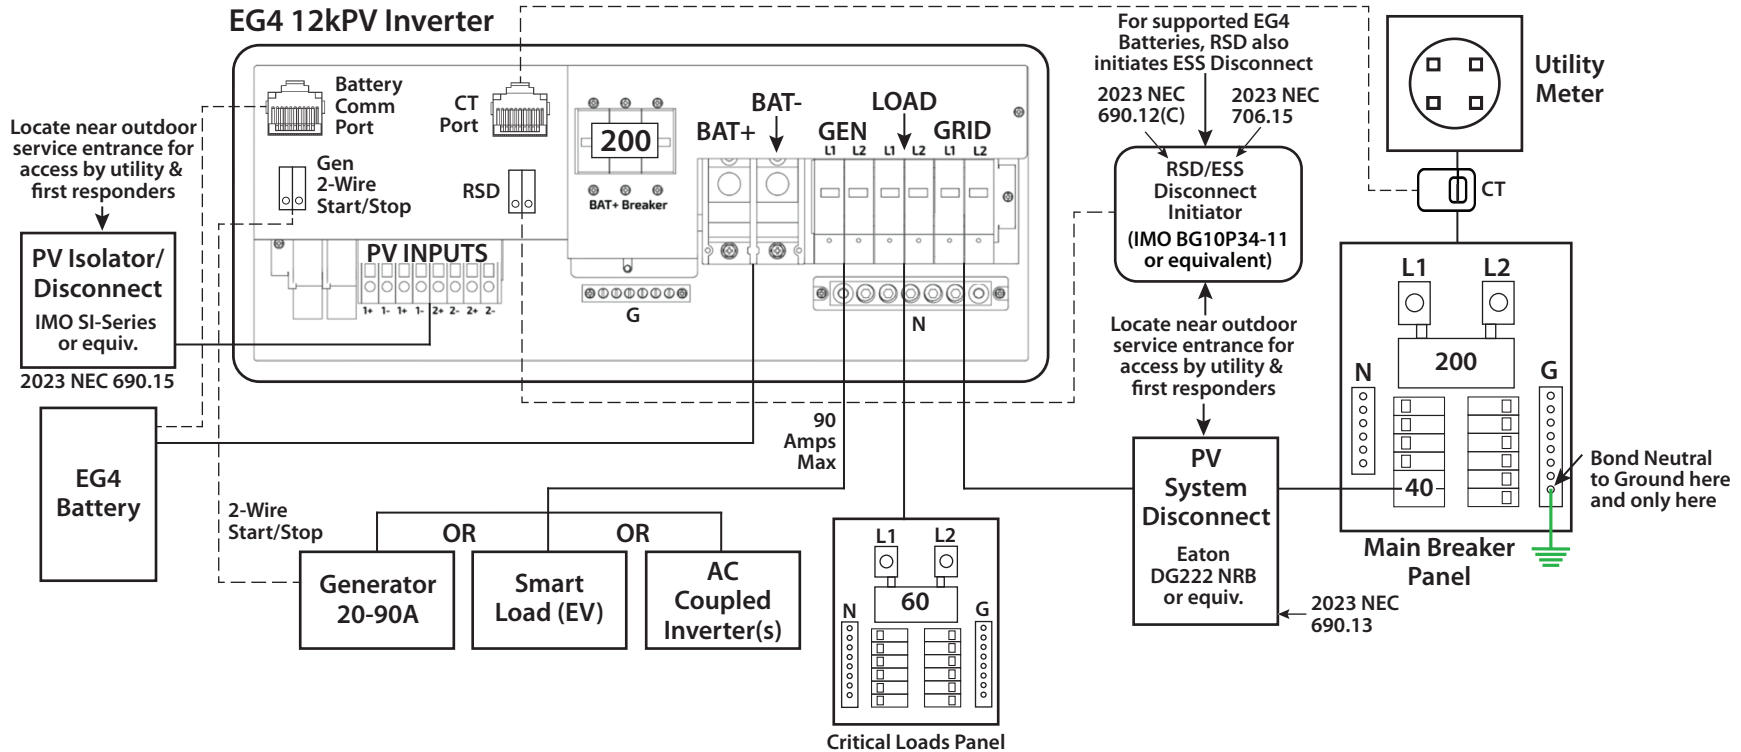 EG4 12kPV Inverter
Battery
Comm
Port
CT
Port
Gen
2-Wire
Start/Stop
RSD
200
BAT+ Breaker
BAT+
BAT-
GEN
L1 L2
LOAD
L1 L2
GRID
L1 L2
PV INPUTS
1+ 1- 1+ 1- 2+ 2- 2+ 2-
G
N
Locate near outdoor
service entrance for
access by utility &
first responders
PV Isolator/
Disconnect
IMO SI-Series
or equiv.
2023 NEC 690.15
EG4
Battery
2-Wire
Start/Stop
90
Amps
Max
OR
OR
Generator
20-90A
Smart
Load (EV)
AC
Coupled
Inverter(s)
L1
L2
60
N
G
Critical Loads Panel
For supported EG4
Batteries, RSD also
initiates ESS Disconnect
2023 NEC
690.12(C)
2023 NEC
706.15
RSD/ESS
Disconnect
Initiator
(IMO BG10P34-11
or equivalent)
Locate near outdoor
service entrance for
access by utility &
first responders
PV
System
Disconnect
Eaton
DG222 NRB
or equiv.
2023 NEC
690.13
Utility
Meter
CT
L1
L2
200
N
G
40
Bond Neutral
to Ground here
and only here
Main Breaker
Panel